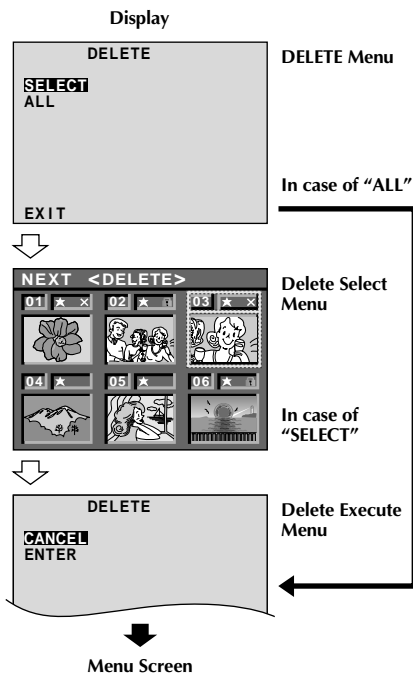 Display
DELETE
SELECT
ALL
EXIT
DELETE Menu
In case of “ALL”
NEXT <DELETE>
01 ★ × 02 ★ 03 ★ ×
04 ★ 05 ★ 06 ★
Delete Select
Menu
In case of
“SELECT”
DELETE
CANCEL
ENTER
Delete Execute
Menu
Menu Screen